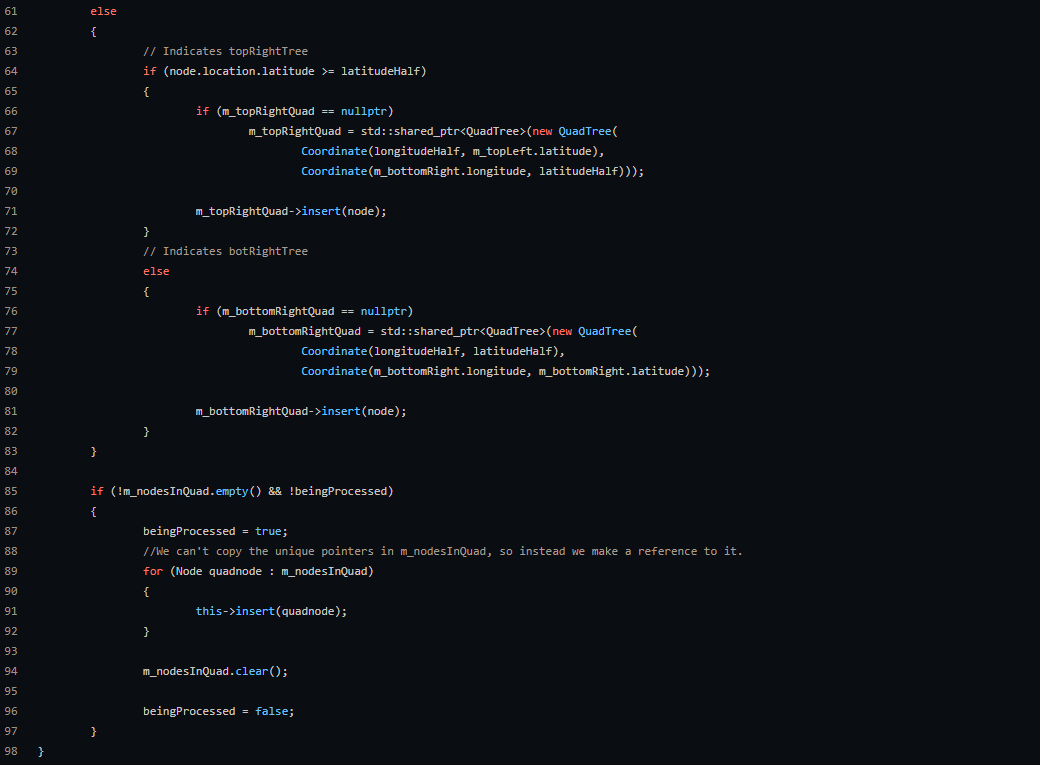 61 else
62 {
63 // Indicates topRightTree
64 if (node.location.latitude >= latitudeHalf)
65 {
66 if (m_topRightQuad == nullptr)
67 m_topRightQuad = std::shared_ptr<QuadTree>(new QuadTree(
68 Coordinate(longitudeHalf, m_topLeft.latitude),
69 Coordinate(m_bottomRight.longitude, latitudeHalf)));
70
71 m_topRightQuad->insert(node);
72 }
73 // Indicates botRightTree
74 else
75 {
76 if (m_bottomRightQuad == nullptr)
77 m_bottomRightQuad = std::shared_ptr<QuadTree>(new QuadTree(
78 Coordinate(longitudeHalf, latitudeHalf),
79 Coordinate(m_bottomRight.longitude, m_bottomRight.latitude)));
80
81 m_bottomRightQuad->insert(node);
82 }
83 }
84
85 if (!m_nodesInQuad.empty() && !beingProcessed)
86 {
87 beingProcessed = true;
88 //We can't copy the unique pointers in m_nodesInQuad, so instead we make a reference to it.
89 for (Node quadnode : m_nodesInQuad)
90 {
91 this->insert(quadnode);
92 }
93
94 m_nodesInQuad.clear();
95
96 beingProcessed = false;
97 }
98 }